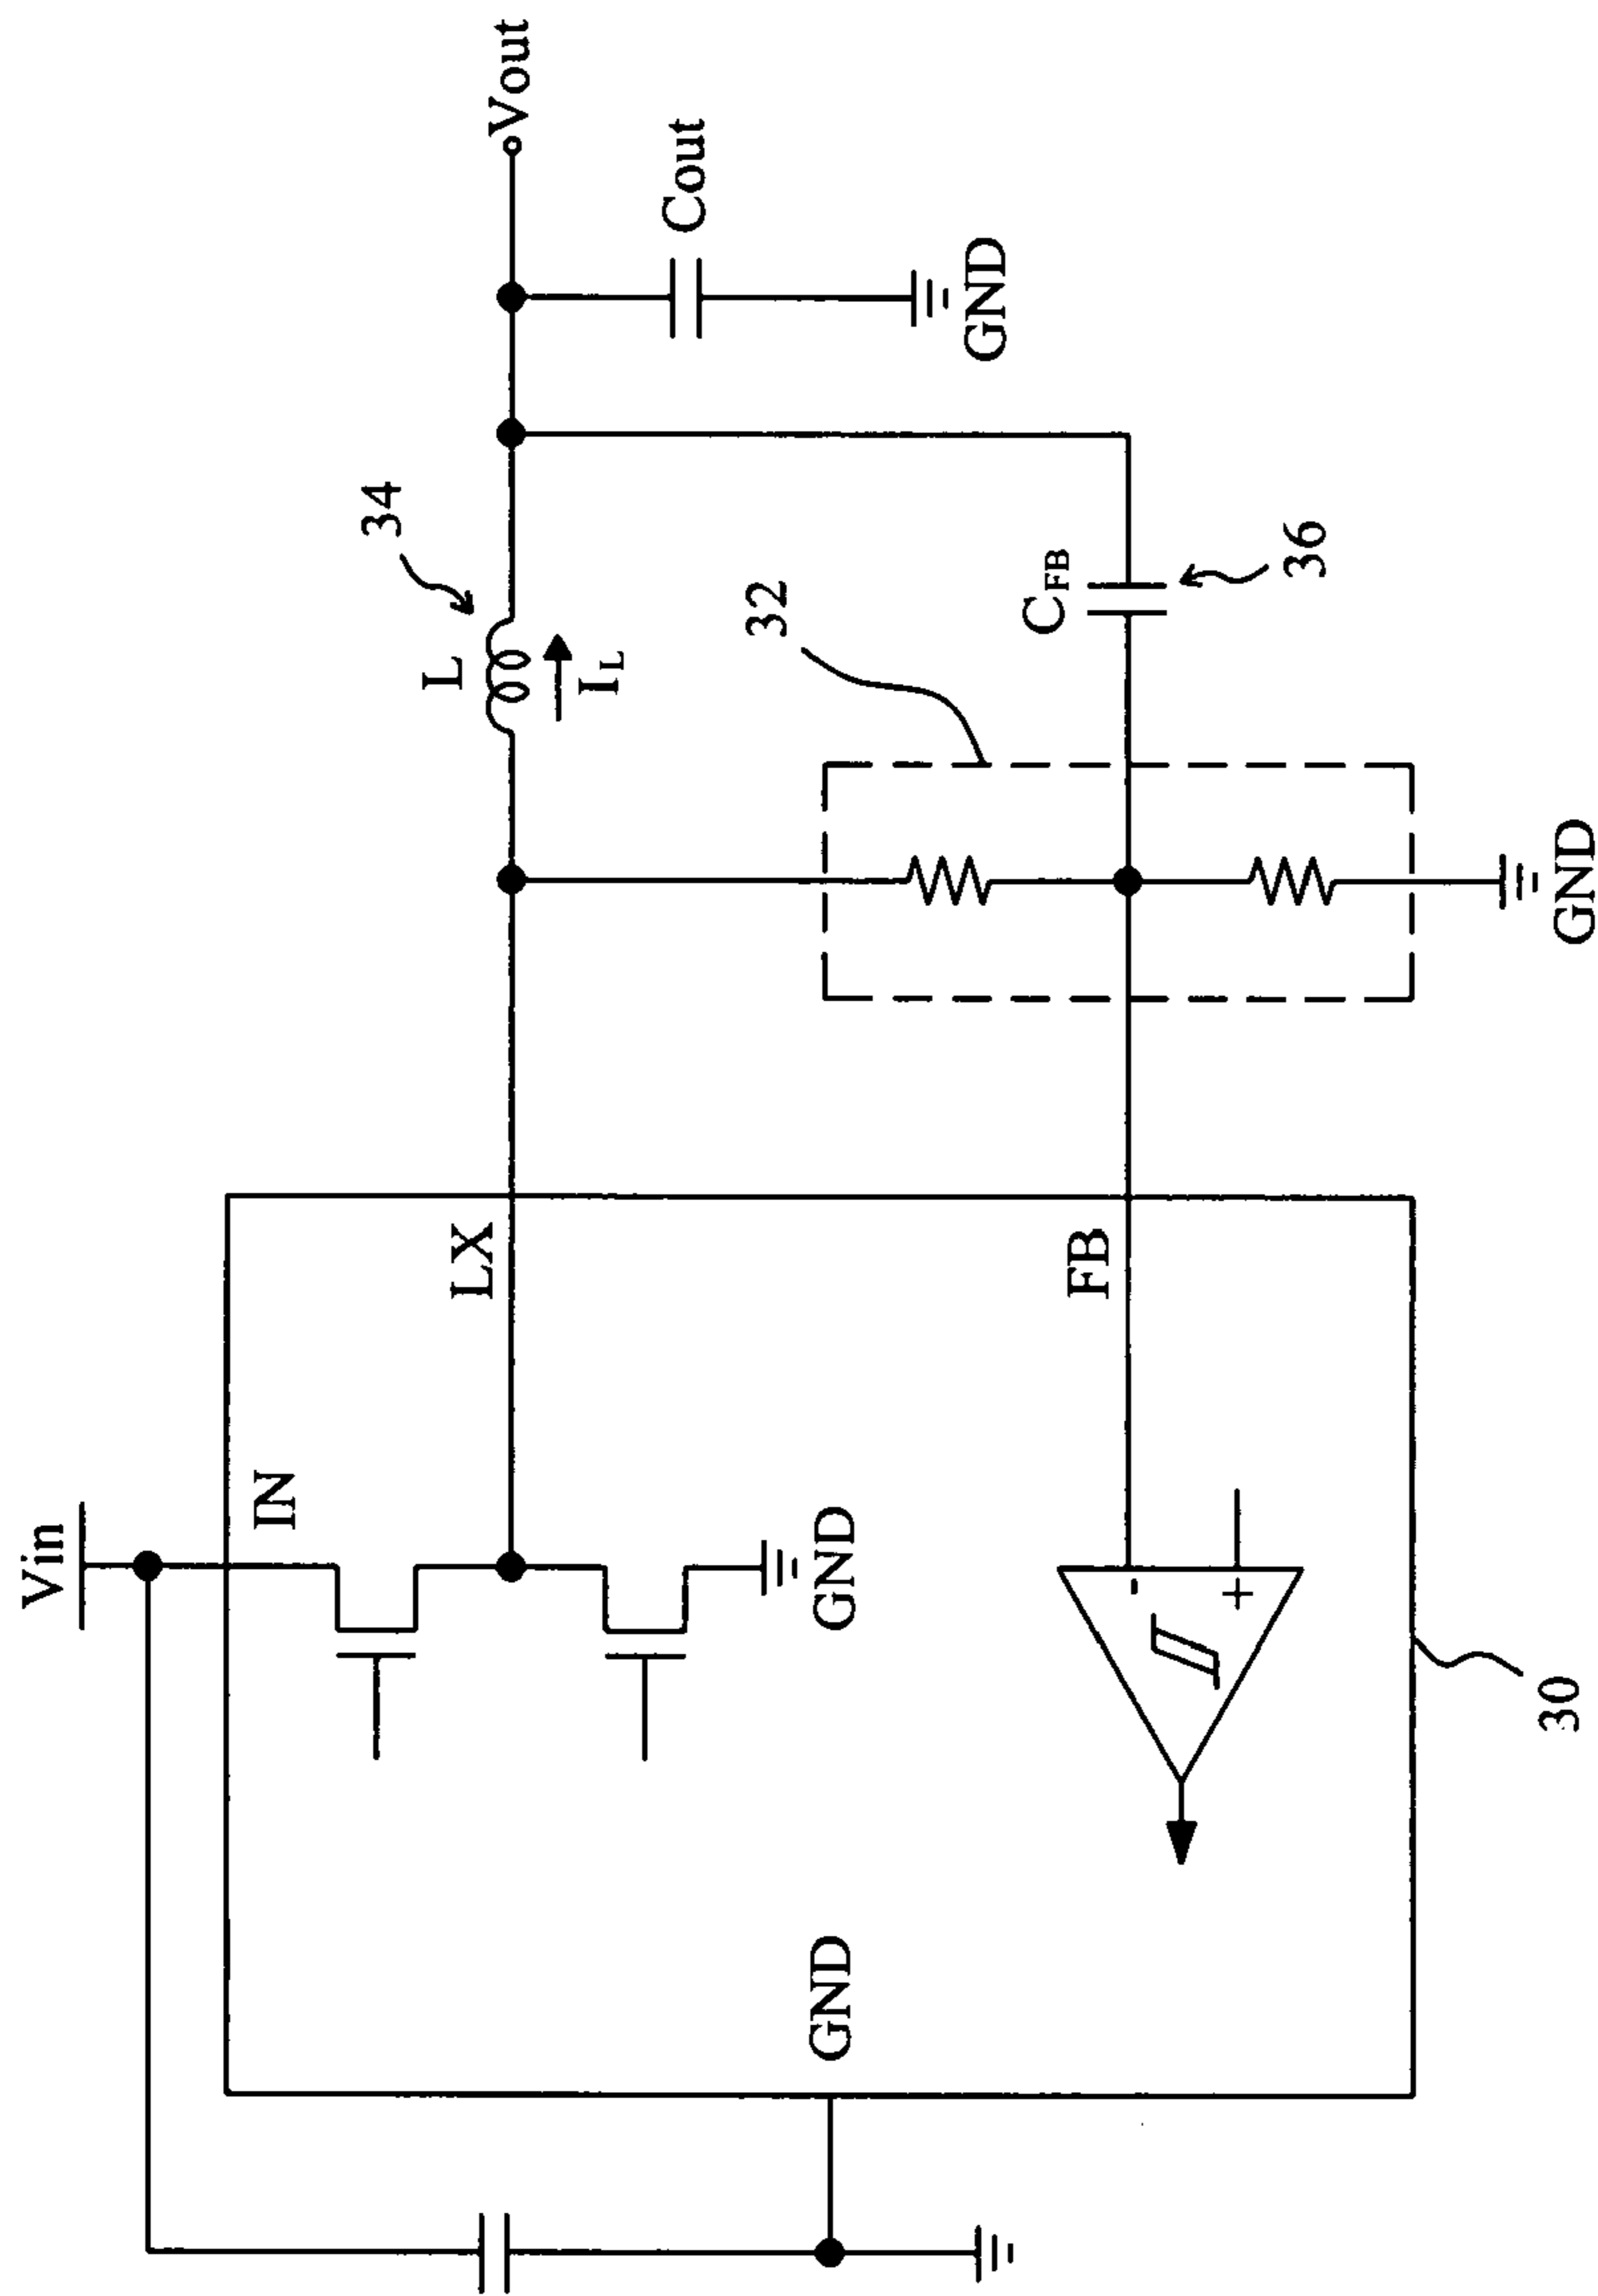 Vin
IN
LX
L
34
Vout
IL
Cout
GND
GND
GND
32
FB
CFB
36
-
+
GND
30